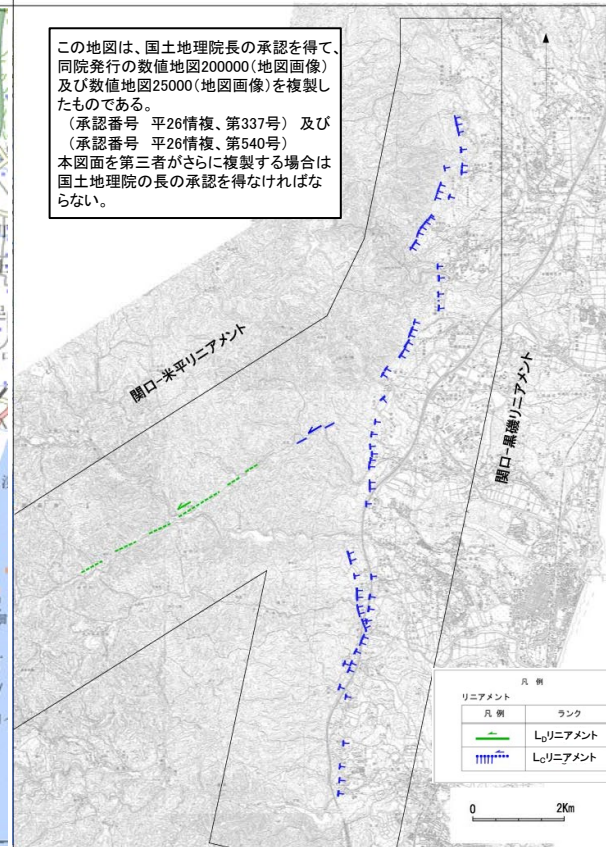 この地図は、国土地理院長の承認を得て、
同院発行の数値地図200000（地図画像）
及び数値地図25000（地図画像）を複製し
たものである。
（承認番号　平26情複、第337号）　及び
（承認番号　平26情複、第540号）
本図面を第三者がさらに複製する場合は
国土地理院の長の承認を得なければな
らない。
関口-米平リニアメント
関口-黒磯リニアメント
凡　例
リニアメント
凡 例　ランク
LDリニアメント
LCリニアメント
0　2Km